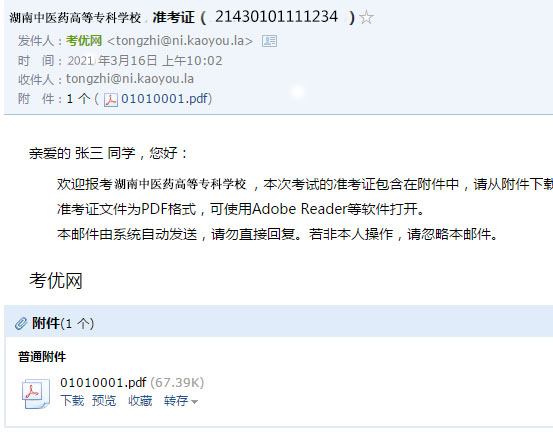 湖南中医药高等专科学校 准考证（ 21430101111234 ）☆
发件人：考优网 <tongzhi@ni.kaoyou.la>
时 间：2021年3月16日 上午10:02
收件人：tongzhi@ni.kaoyou.la
附 件：1 个 ( 01010001.pdf)
亲爱的 张三 同学，您好：
欢迎报考 湖南中医药高等专科学校 ，本次考试的准考证包含在附件中，请从附件下载
准考证文件为PDF格式，可使用Adobe Reader等软件打开。
本邮件由系统自动发送，请勿直接回复。若非本人操作，请忽略本邮件。
考优网
附件(1 个)
普通附件
01010001.pdf (67.39K)
下载 预览 收藏 转存